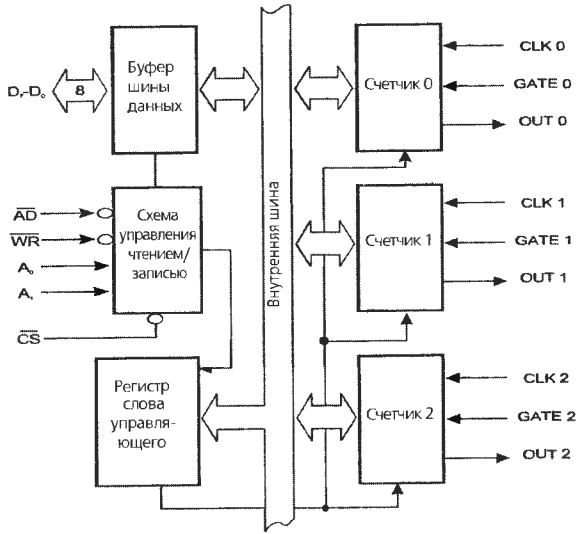 Буфер
шины
данных
D₇-D₀
8
Схема
управления
чтением/
записью
AD
WR
A₀
A₁
CS
Регистр
слова
управля-
ющего
Внутренняя шина
Счетчик 0
CLK 0
GATE 0
OUT 0
Счетчик 1
CLK 1
GATE 1
OUT 1
Счетчик 2
CLK 2
GATE 2
OUT 2